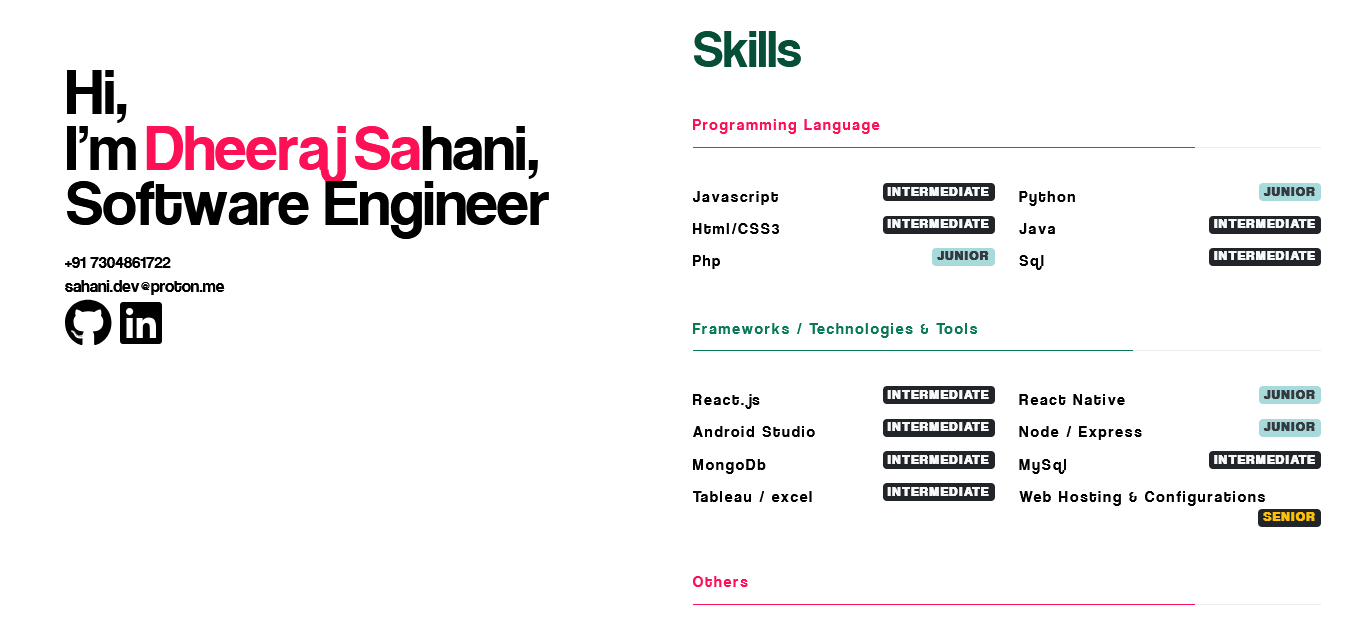 Hi,
I'm Dheeraj Sahani,
Software Engineer
+91 7304861722
sahani.dev@proton.me
in
Skills
Programming Language
Javascript INTERMEDIATE
Python JUNIOR
Html/CSS3 INTERMEDIATE
Java INTERMEDIATE
Php JUNIOR
Sql INTERMEDIATE
Frameworks / Technologies & Tools
React.js INTERMEDIATE
React Native JUNIOR
Android Studio INTERMEDIATE
Node / Express JUNIOR
MongoDb INTERMEDIATE
MySql INTERMEDIATE
Tableau / excel INTERMEDIATE
Web Hosting & Configurations
SENIOR
Others